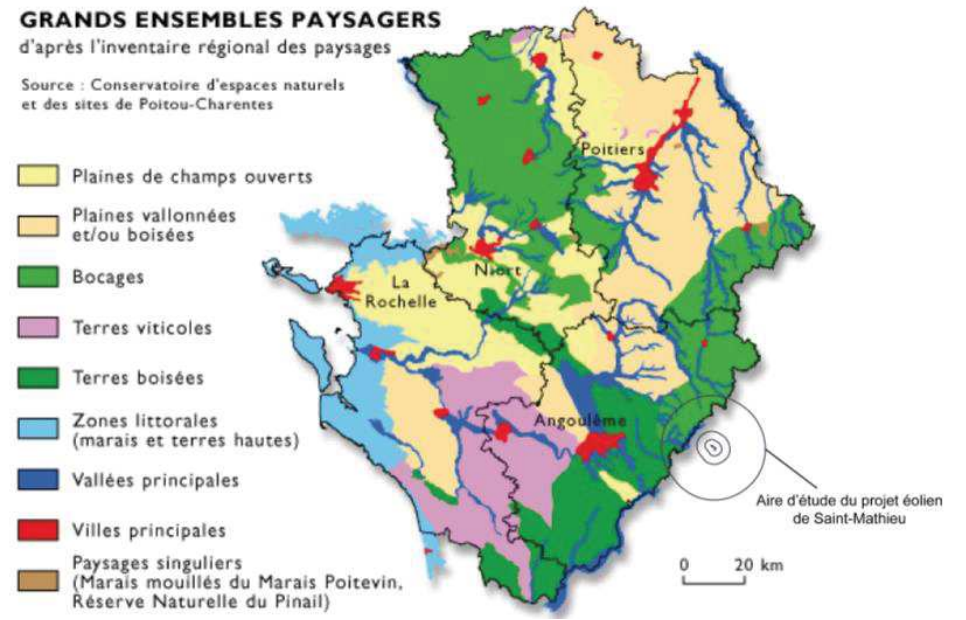 GRANDS ENSEMBLES PAYSAGERS
d'après l'inventaire régional des paysages
Source : Conservatoire d'espaces naturels
et des sites de Poitou-Charentes
Plaines de champs ouverts
Plaines vallonnées
et/ou boisées
Bocages
Terres viticoles
Terres boisées
Zones littorales
(marais et terres hautes)
Vallées principales
Villes principales
Paysages singuliers
(Marais mouillés du Marais Poitevin,
Réserve Naturelle du Pinail)
Poitiers
Niort
La
Rochelle
Angoulême
Aire d'étude du projet éolien
de Saint-Mathieu
0 20 km